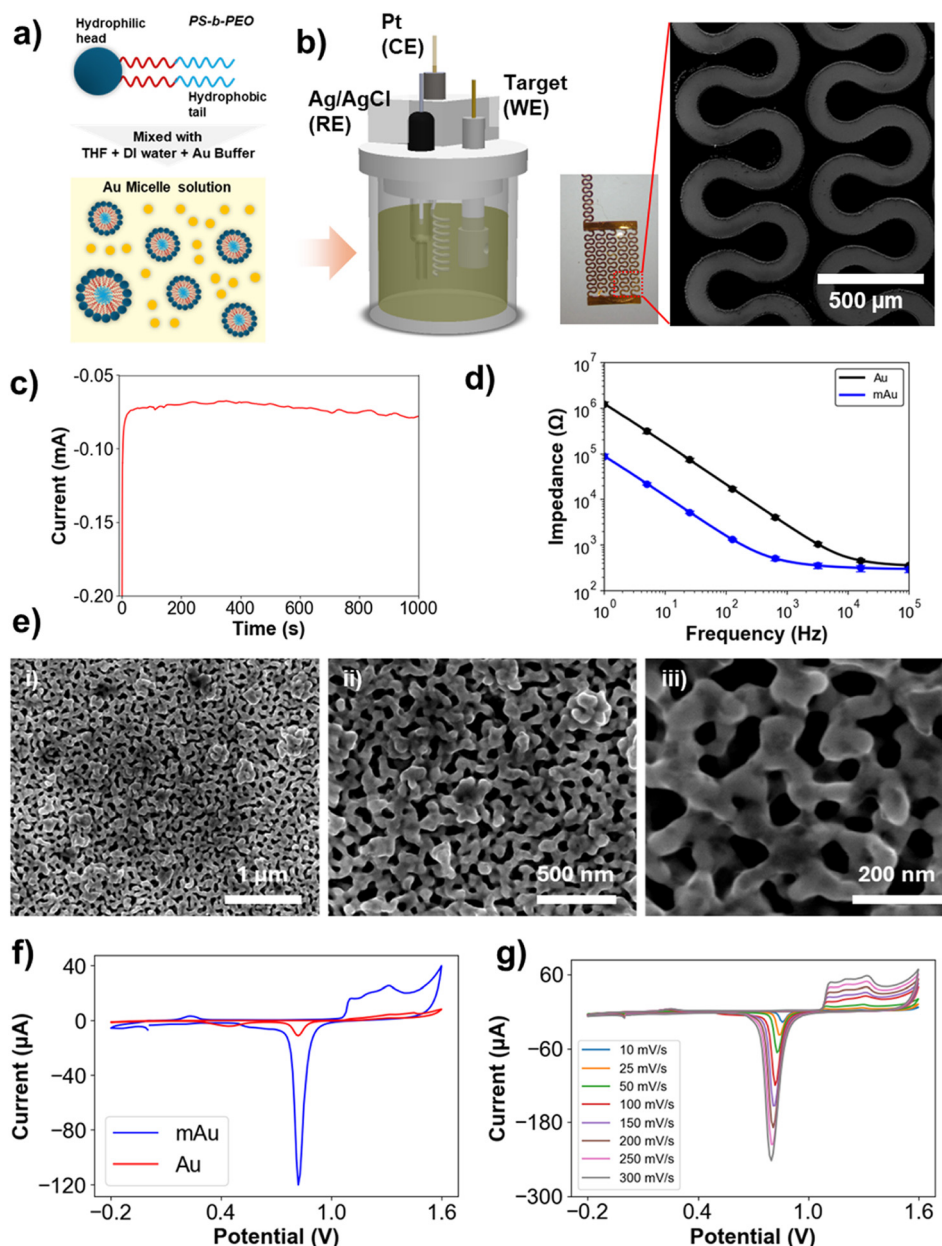 a)
Hydrophilic
head
PS-b-PEO
Hydrophobic
tail
Mixed with
THF + DI water + Au Buffer
Au Micelle solution
b)
Pt
(CE)
Ag/AgCl
(RE)
Target
(WE)
500 µm
c)
-0.05
-0.10
-0.15
-0.20
Current (mA)
0 200 400 600 800 1000
Time (s)
d)
10^7
10^6
10^5
10^4
10^3
10^2
Impedance (Ω)
Au
mAu
10^0 10^1 10^2 10^3 10^4 10^5
Frequency (Hz)
e)
i)
1 µm
ii)
500 nm
iii)
200 nm
f)
40
0
−40
−80
−120
Current (µA)
mAu
Au
−0.2 0.4 1.0 1.6
Potential (V)
g)
60
−60
−180
−300
Current (µA)
10 mV/s
25 mV/s
50 mV/s
100 mV/s
150 mV/s
200 mV/s
250 mV/s
300 mV/s
−0.2 0.4 1.0 1.6
Potential (V)